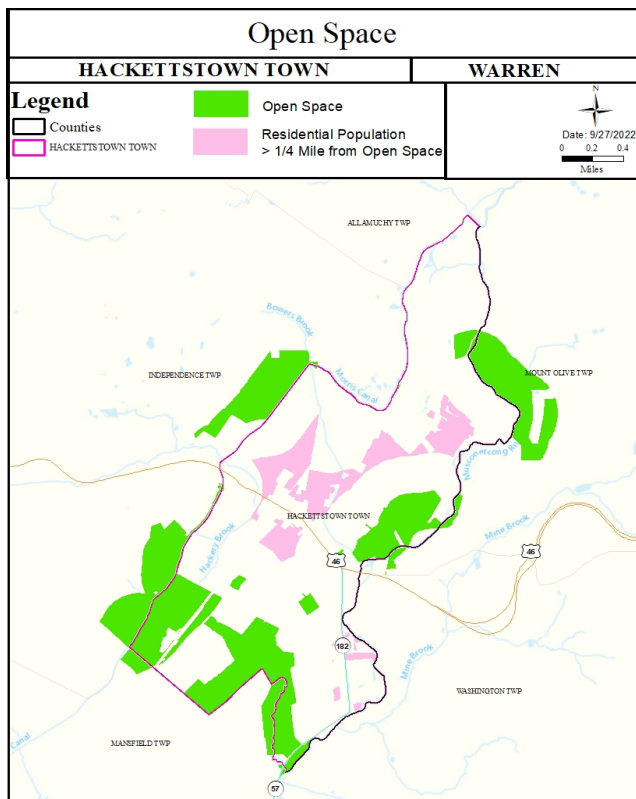 Open Space
HACKETTSTOWN TOWN
WARREN
Legend
Counties
HACKETTSTOWN TOWN
Open Space
Residential Population
> 1/4 Mile from Open Space
N
Date: 9/27/2022
0 0.2 0.4
Miles
ALLAMUCHY TWP
Bowers Brook
Morris Canal
INDEPENDENCE TWP
MOUNT OLIVE TWP
Musconetcong
HACKETTSTOWN TOWN
Hackery Brook
Mine Brook
46
46
182
Mine Brook
WASHINGTON TWP
MANSFIELD TWP
Canal
57